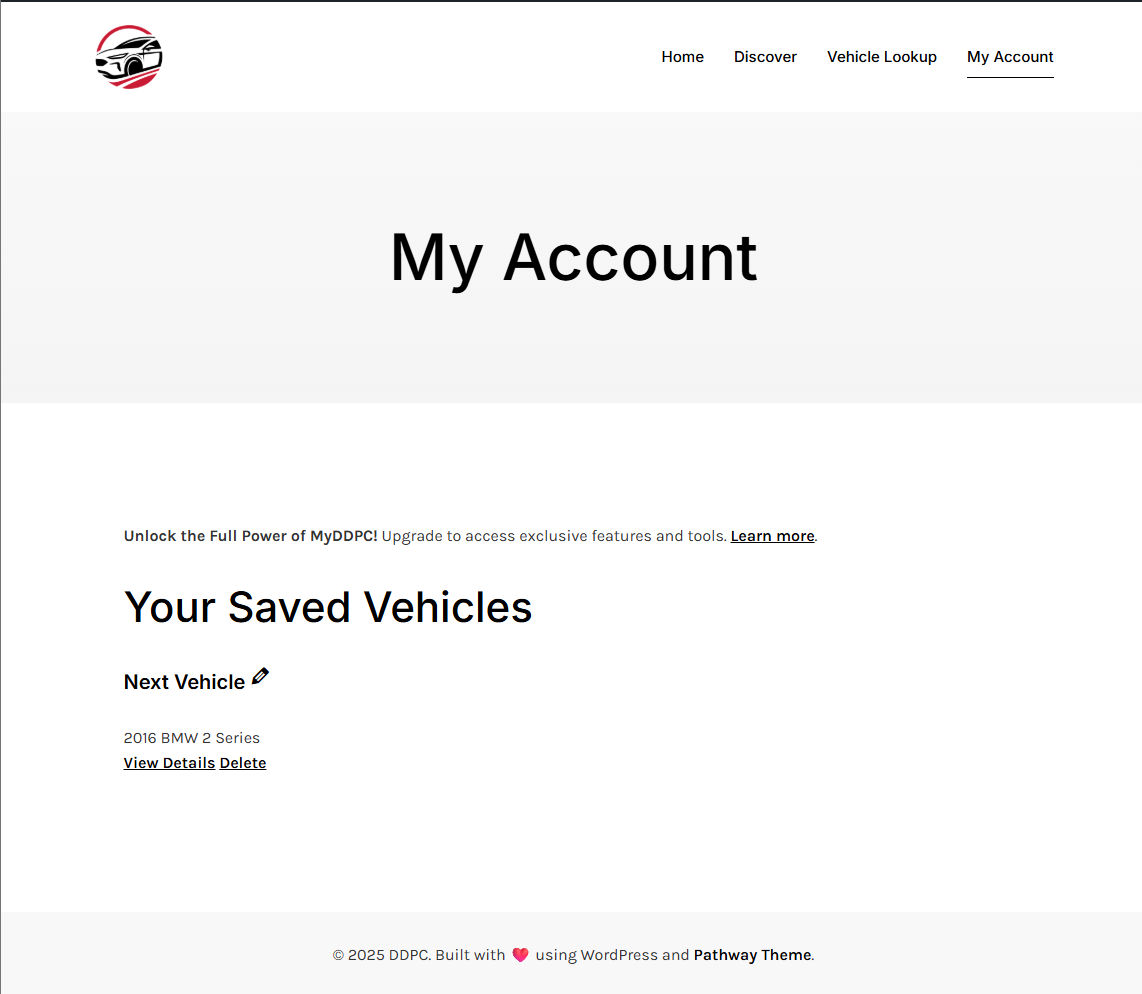 Home Discover Vehicle Lookup My Account
My Account
Unlock the Full Power of MyDDPC! Upgrade to access exclusive features and tools. Learn more.
Your Saved Vehicles
Next Vehicle
2016 BMW 2 Series
View Details Delete
© 2025 DDPC. Built with 💖 using WordPress and Pathway Theme.